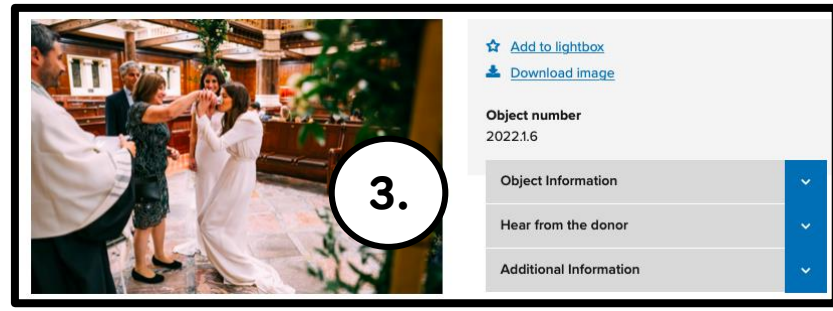 3.
Add to lightbox
Download image
Object number
2022.1.6
Object Information
Hear from the donor
Additional Information